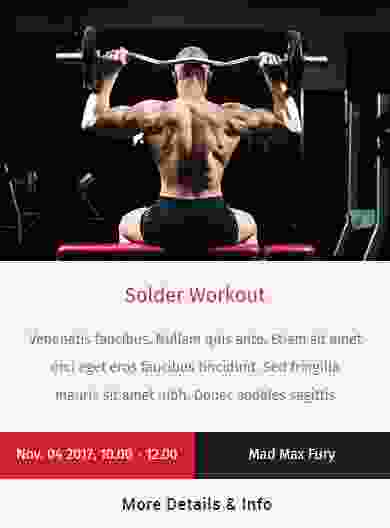 Solder Workout
Venenatis faucibus. Nullam quis ante. Etiam sit amet
orci eget eros faucibus tincidunt. Sed fringilla
mauris sit amet nibh. Donec sodales sagittis
Nov. 04 2017, 10.00 - 12.00
Mad Max Fury
More Details & Info